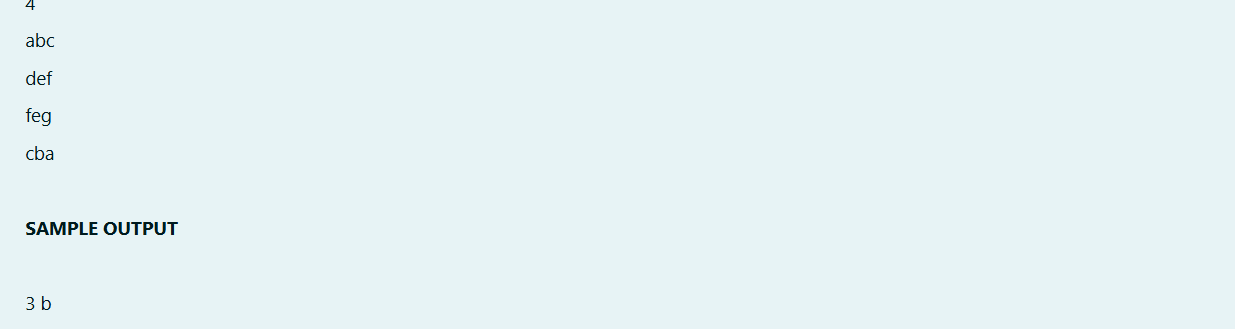 4
abc
def
feg
cba
SAMPLE OUTPUT
3 b